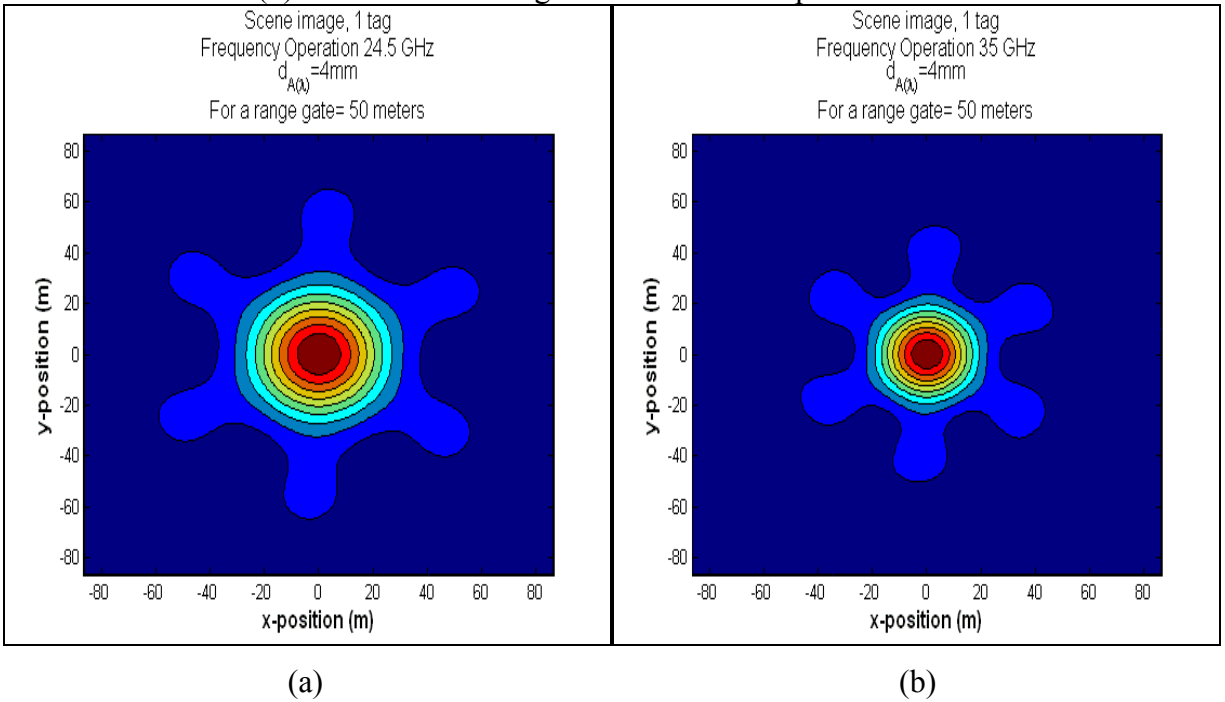 Scene image, 1 tag
Frequency Operation 24.5 GHz
d_A(λ)=4mm
For a range gate= 50 meters
80
60
40
20
0
-20
-40
-60
-80
y-position (m)
-80 -60 -40 -20 0 20 40 60 80
x-position (m)
(a)
Scene image, 1 tag
Frequency Operation 35 GHz
d_A(λ)=4mm
For a range gate= 50 meters
80
60
40
20
0
-20
-40
-60
-80
y-position (m)
-80 -60 -40 -20 0 20 40 60 80
x-position (m)
(b)